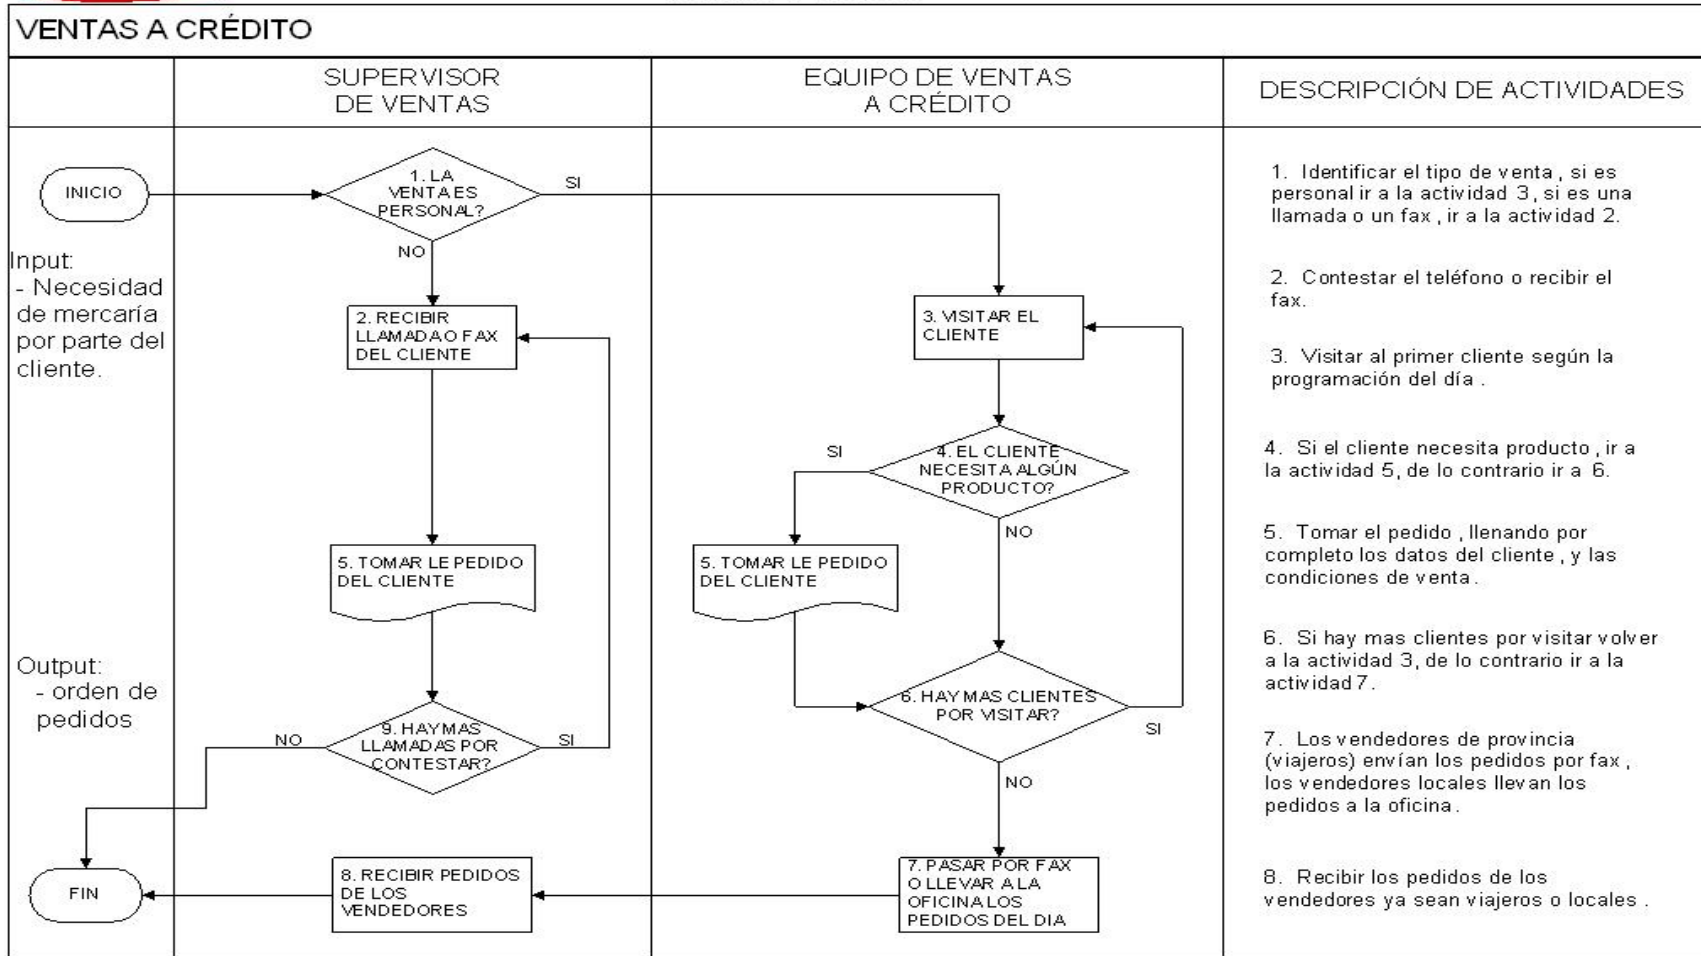 VENTAS A CRÉDITO
SUPERVISOR
DE VENTAS
EQUIPO DE VENTAS
A CRÉDITO
DESCRIPCIÓN DE ACTIVIDADES
INICIO
Input:
- Necesidad
de mercaría
por parte del
cliente.
Output:
- orden de
pedidos
FIN
1. LA
VENTA ES
PERSONAL?
SI
NO
2. RECIBIR
LLAMADA O FAX
DEL CLIENTE
5. TOMAR LE PEDIDO
DEL CLIENTE
9. HAY MAS
LLAMADAS POR
CONTESTAR?
NO
SI
8. RECIBIR PEDIDOS
DE LOS
VENDEDORES
3. VISITAR EL
CLIENTE
4. EL CLIENTE
NECESITA ALGÚN
PRODUCTO?
SI
NO
5. TOMAR LE PEDIDO
DEL CLIENTE
6. HAY MAS CLIENTES
POR VISITAR?
SI
NO
7. PASAR POR FAX
O LLEVAR A LA
OFICINA LOS
PEDIDOS DEL DIA
1. Identificar el tipo de venta , si es
personal ir a la actividad 3, si es una
llamada o un fax , ir a la actividad 2.
2. Contestar el teléfono o recibir el
fax.
3. Visitar al primer cliente según la
programación del día .
4. Si el cliente necesita producto , ir a
la actividad 5, de lo contrario ir a 6.
5. Tomar el pedido , llenando por
completo los datos del cliente , y las
condiciones de venta .
6. Si hay mas clientes por visitar volver
a la actividad 3, de lo contrario ir a la
actividad 7.
7. Los vendedores de provincia
(viajeros) envían los pedidos por fax ,
los vendedores locales llevan los
pedidos a la oficina .
8. Recibir los pedidos de los
vendedores ya sean viajeros o locales .